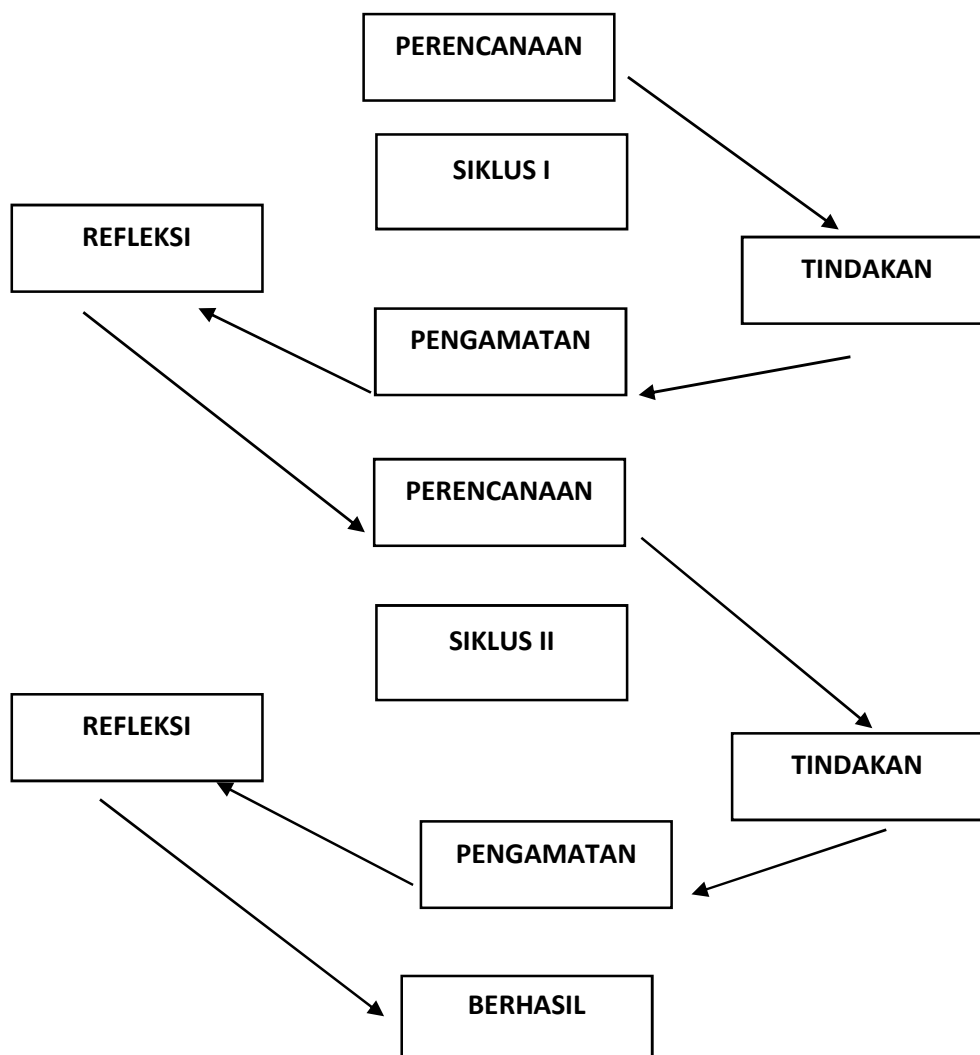 PERENCANAAN
SIKLUS I
REFLEKSI
TINDAKAN
PENGAMATAN
PERENCANAAN
SIKLUS II
REFLEKSI
TINDAKAN
PENGAMATAN
BERHASIL